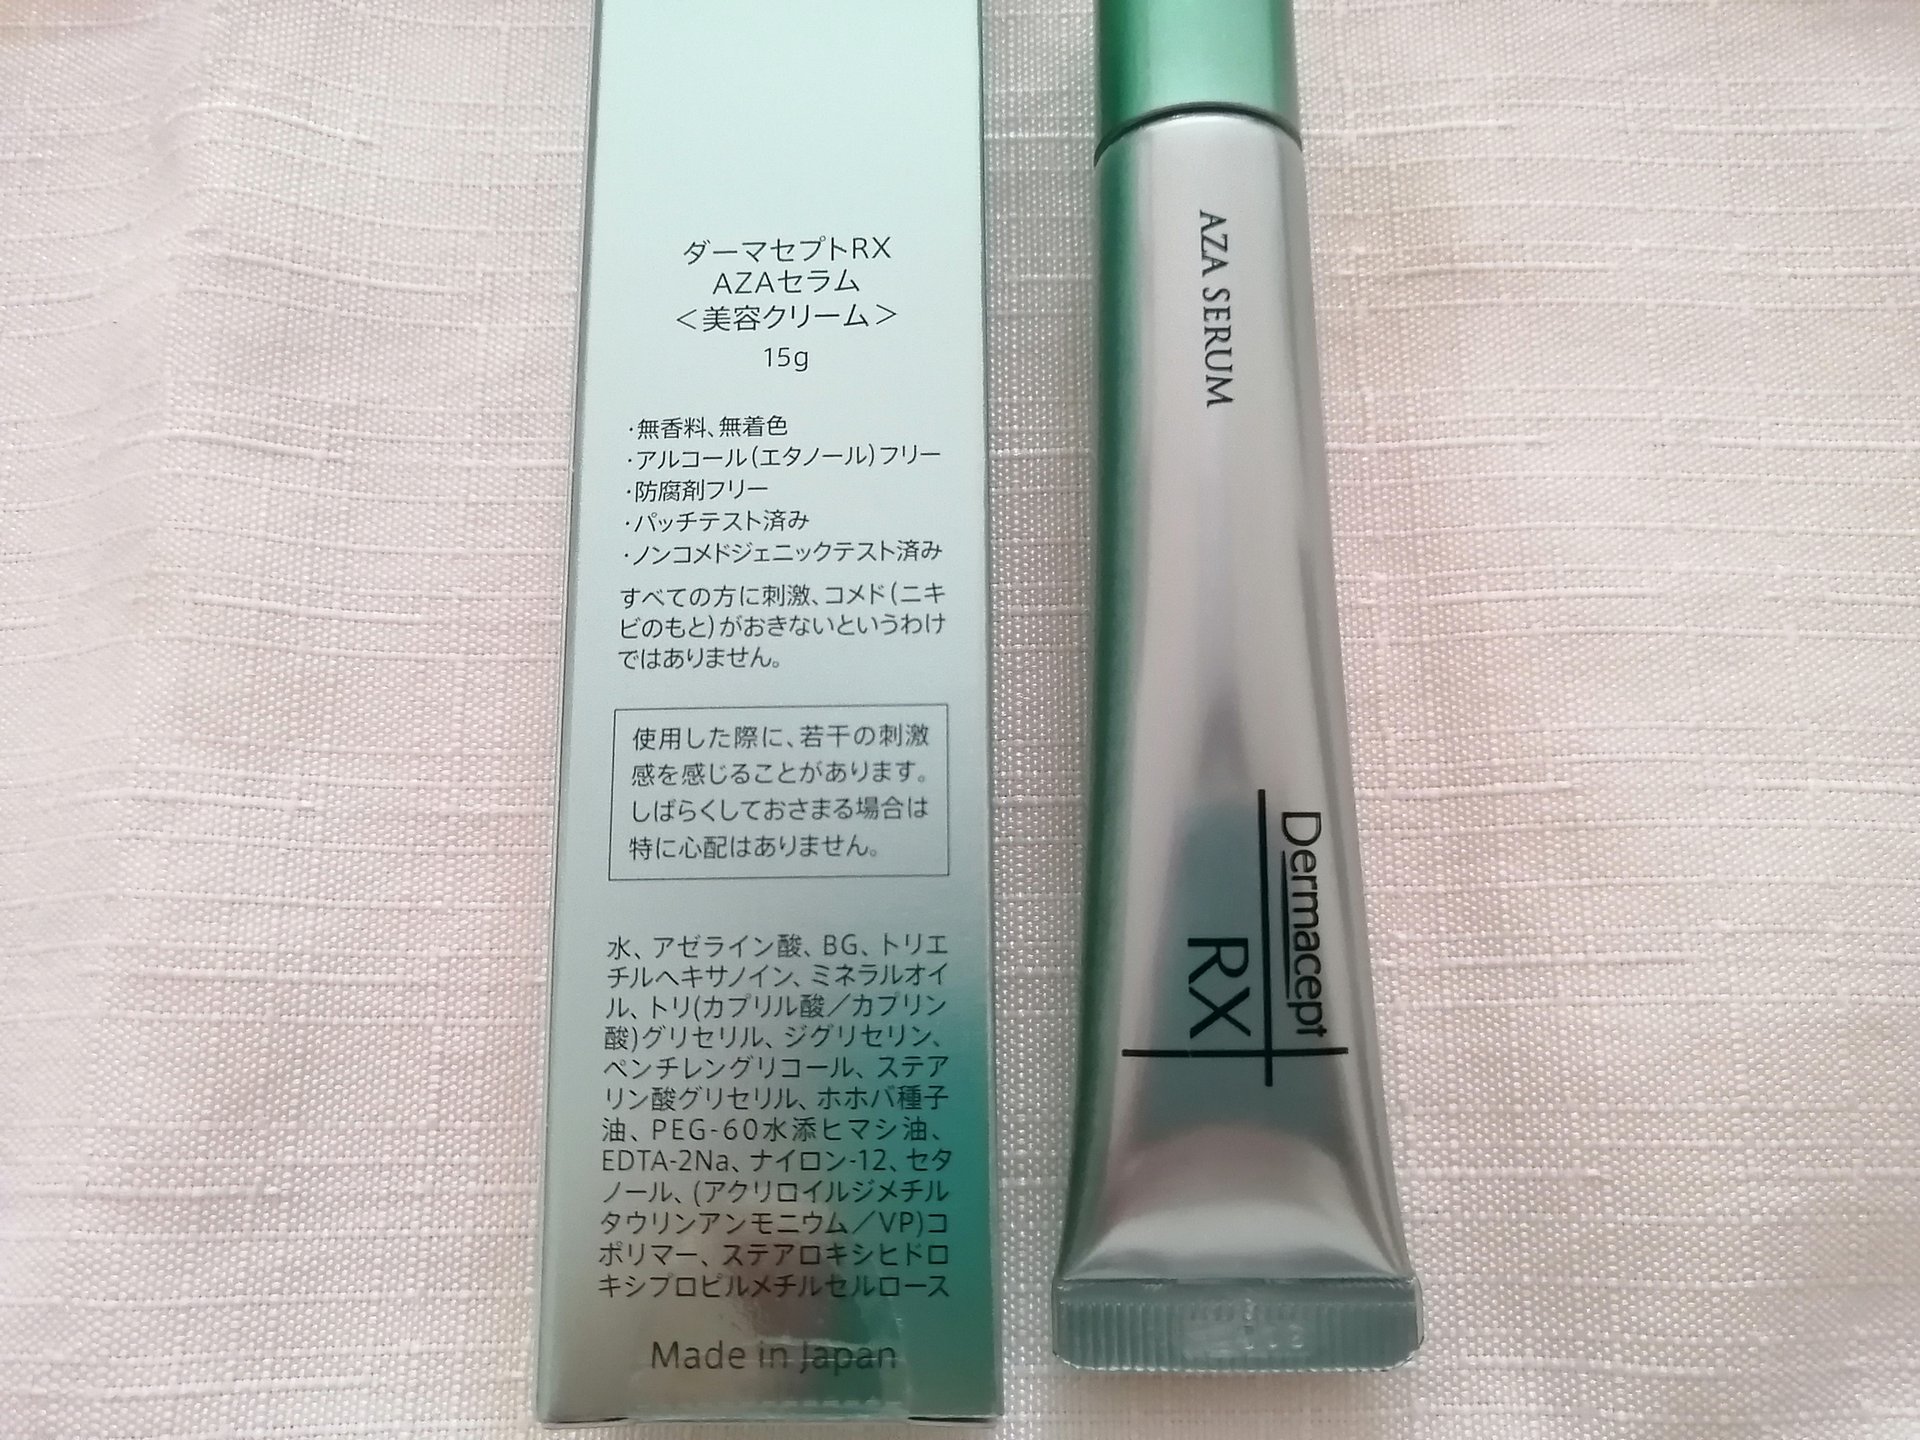 ダーマセプトRX
AZAセラム
＜美容クリーム＞
15g
・無香料、無着色
・アルコール（エタノール）フリー
・防腐剤フリー
・パッチテスト済み
・ノンコメドジェニックテスト済み
すべての方に刺激、コメド（ニキ
ビのもと）がおきないというわけ
ではありません。
使用した際に、若干の刺激
感を感じることがあります。
しばらくしておさまる場合は
特に心配はありません。
水、アゼライン酸、BG、トリエ
チルヘキサノイン、ミネラルオイ
ル、トリ(カプリル酸／カプリン
酸)グリセリル、ジグリセリン、
ペンチレングリコール、ステア
リン酸グリセリル、ホホバ種子
油、PEG-60水添ヒマシ油、
EDTA-2Na、ナイロン-12、セタ
ノール、(アクリロイルジメチル
タウリンアンモニウム／VP)コ
ポリマー、ステアロキシヒドロ
キシプロピルメチルセルロース
Made in Japan
AZA SERUM
Dermacept
RX